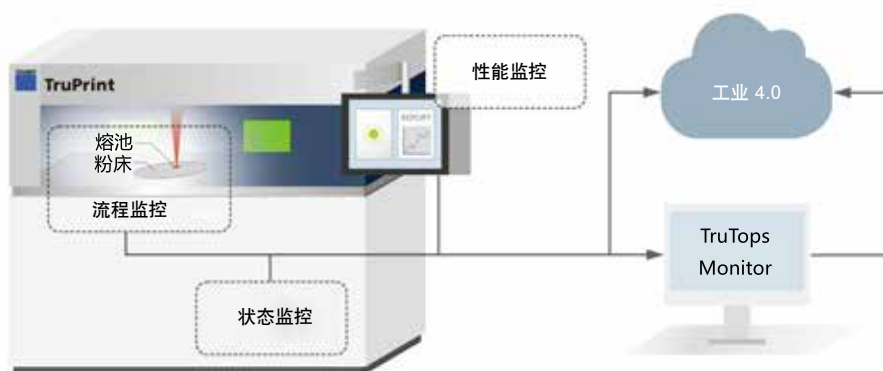 TruPrint
性能监控
工业 4.0
REPORT
熔池
粉床
流程监控
TruTops
Monitor
状态监控